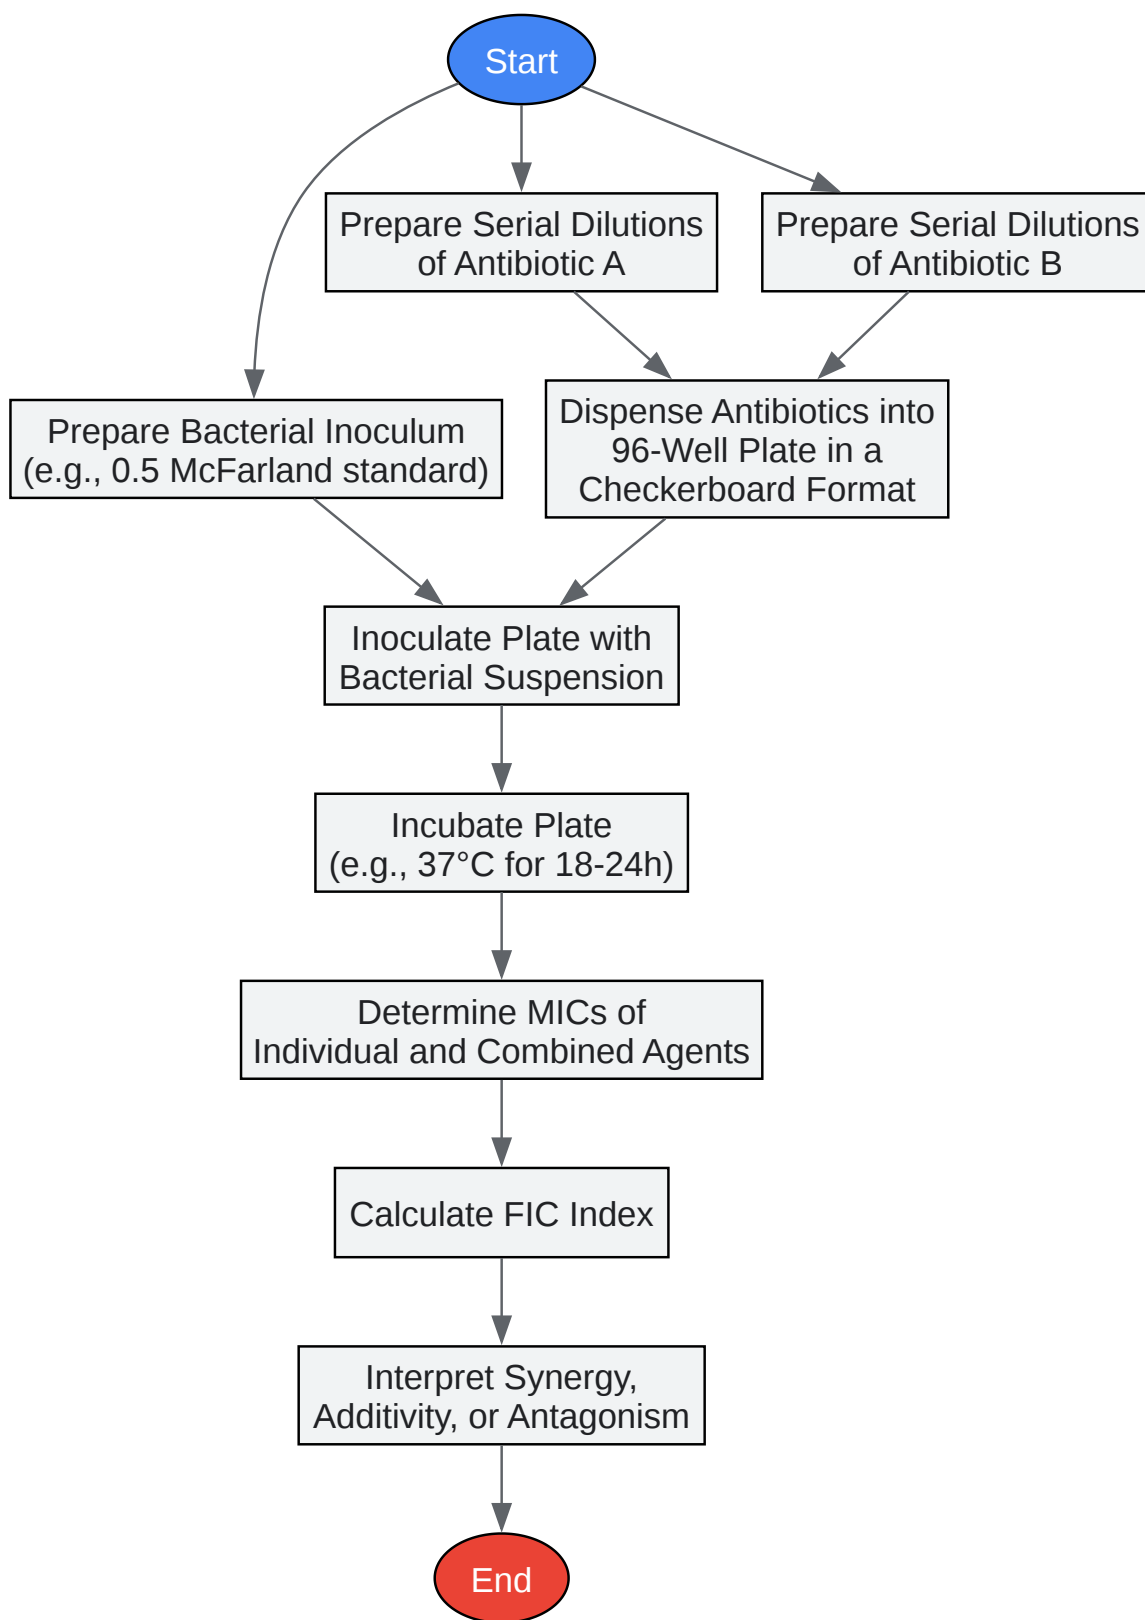 Start
Prepare Serial Dilutions
of Antibiotic A
Prepare Serial Dilutions
of Antibiotic B
Prepare Bacterial Inoculum
(e.g., 0.5 McFarland standard)
Dispense Antibiotics into
96-Well Plate in a
Checkerboard Format
Inoculate Plate with
Bacterial Suspension
Incubate Plate
(e.g., 37°C for 18-24h)
Determine MICs of
Individual and Combined Agents
Calculate FIC Index
Interpret Synergy,
Additivity, or Antagonism
End